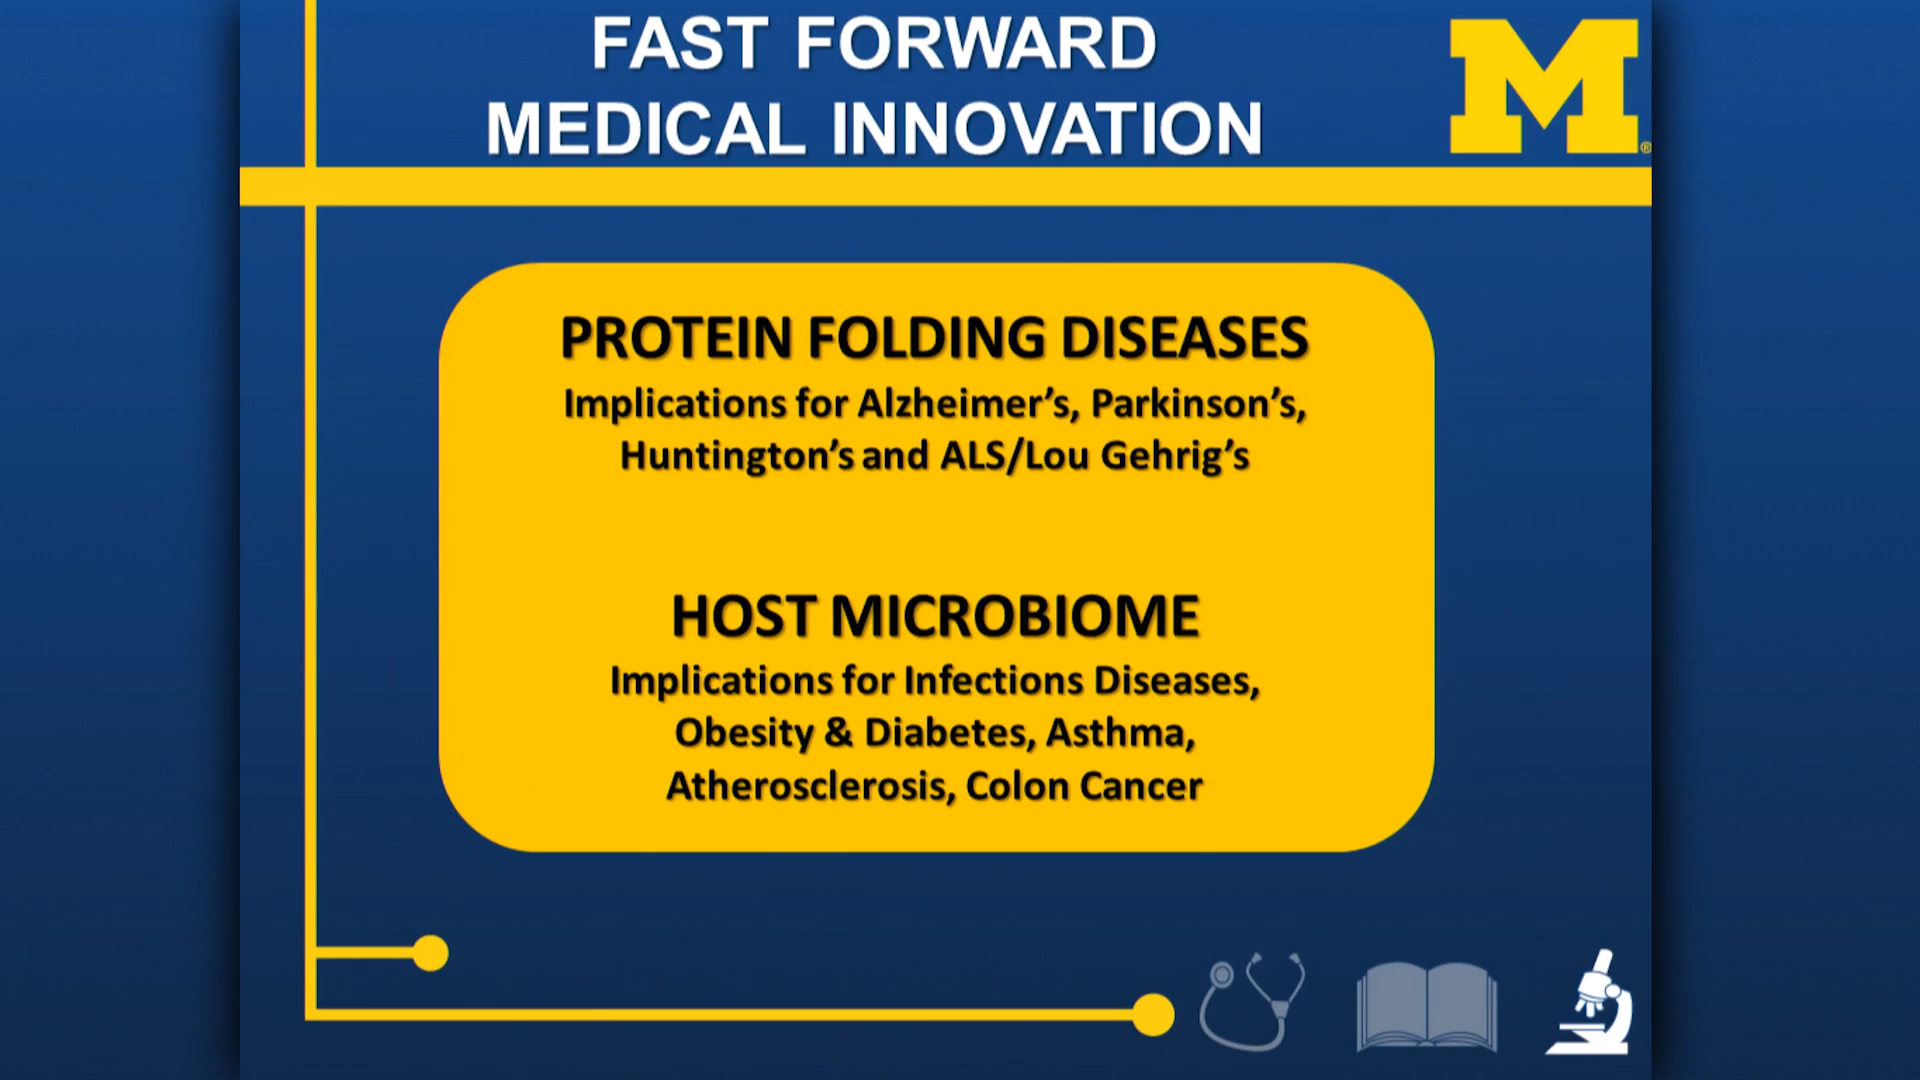 FAST FORWARD
MEDICAL INNOVATION
M®
PROTEIN FOLDING DISEASES
Implications for Alzheimer’s, Parkinson’s,
Huntington’s and ALS/Lou Gehrig’s
HOST MICROBIOME
Implications for Infections Diseases,
Obesity & Diabetes, Asthma,
Atherosclerosis, Colon Cancer